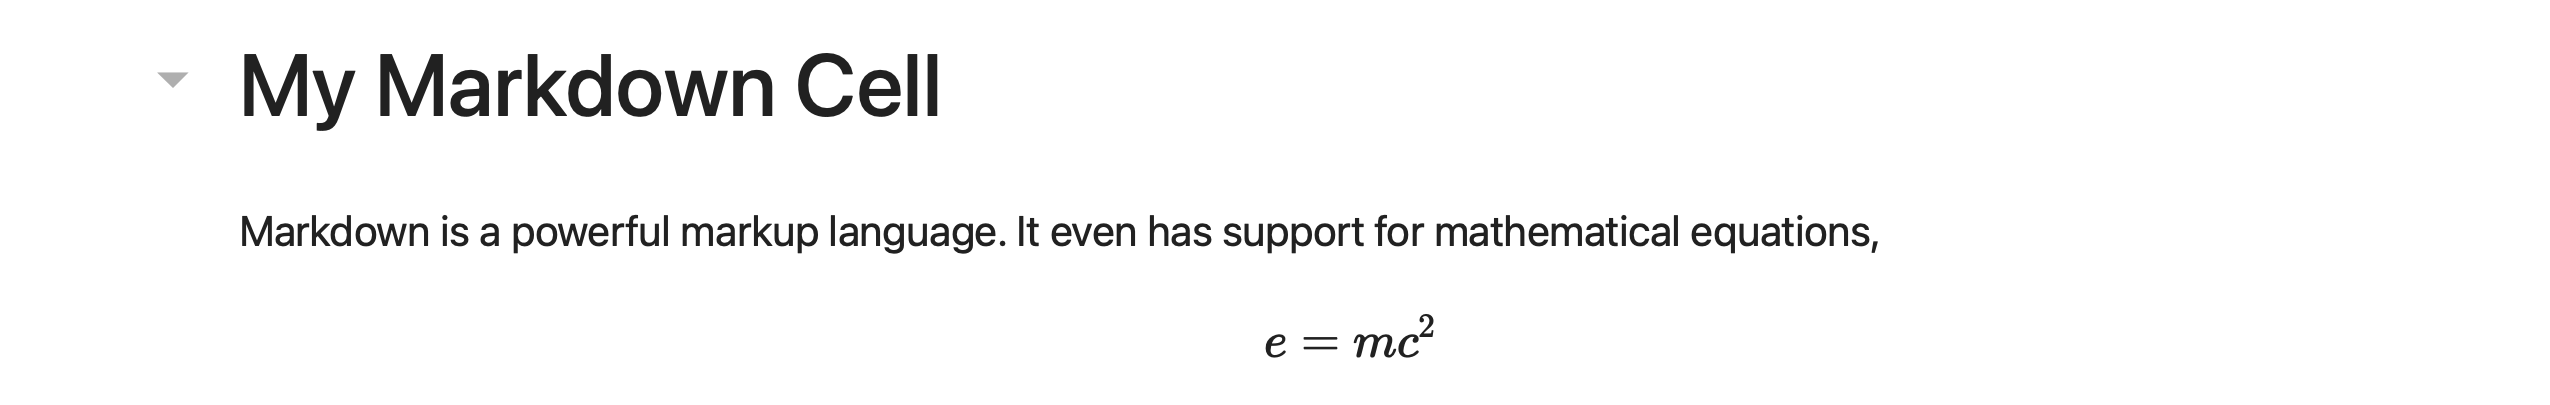 My Markdown Cell
Markdown is a powerful markup language. It even has support for mathematical equations,
e = mc²